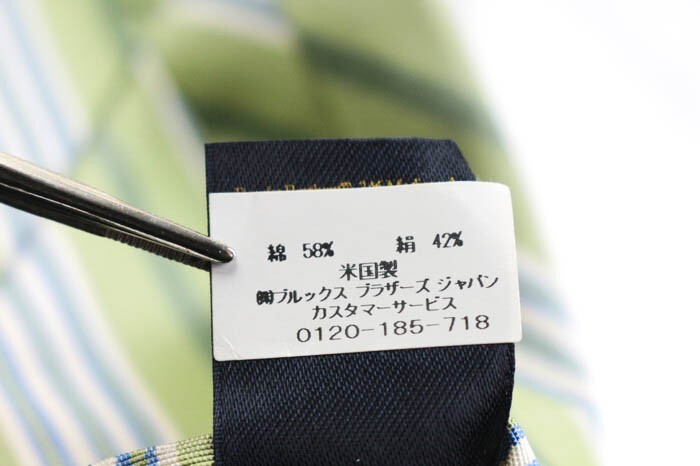 綿 58% 絹 42%
米国製
㈱ブルックス ブラザーズ ジャパン
カスタマーサービス
0120-185-718